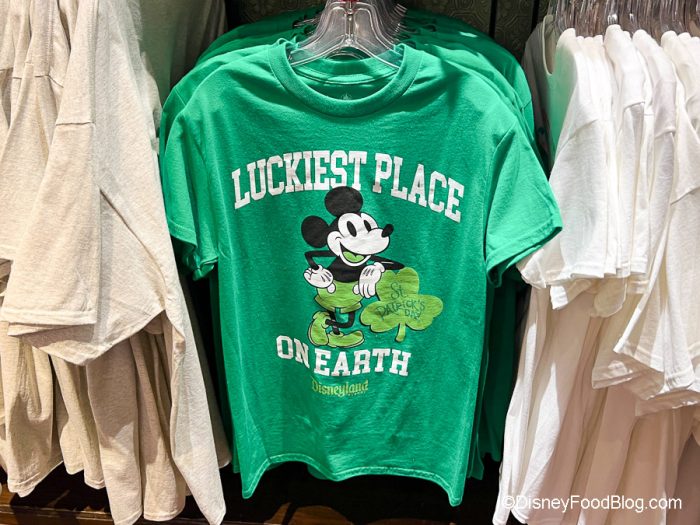 LUCKIEST PLACE
St.
PATRICK'S
DAY
ON EARTH
Disneyland
©DisneyFoodBlog.com